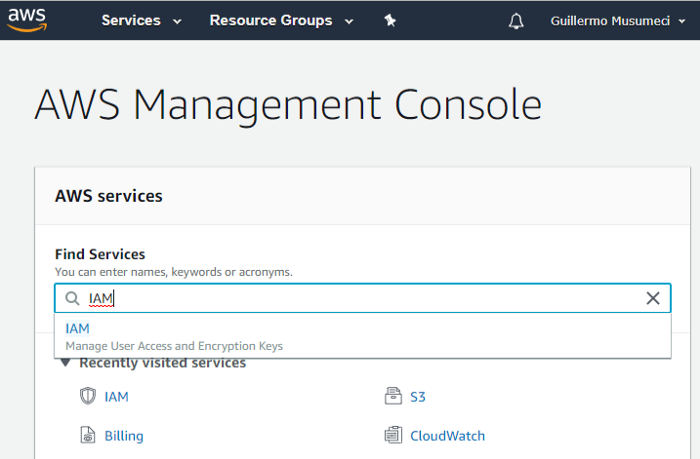 aws Services Resource Groups Guillermo Musumeci
AWS Management Console
AWS services
Find Services
You can enter names, keywords or acronyms.
IAM
IAM
Manage User Access and Encryption Keys
Recently visited services
IAM S3
Billing CloudWatch